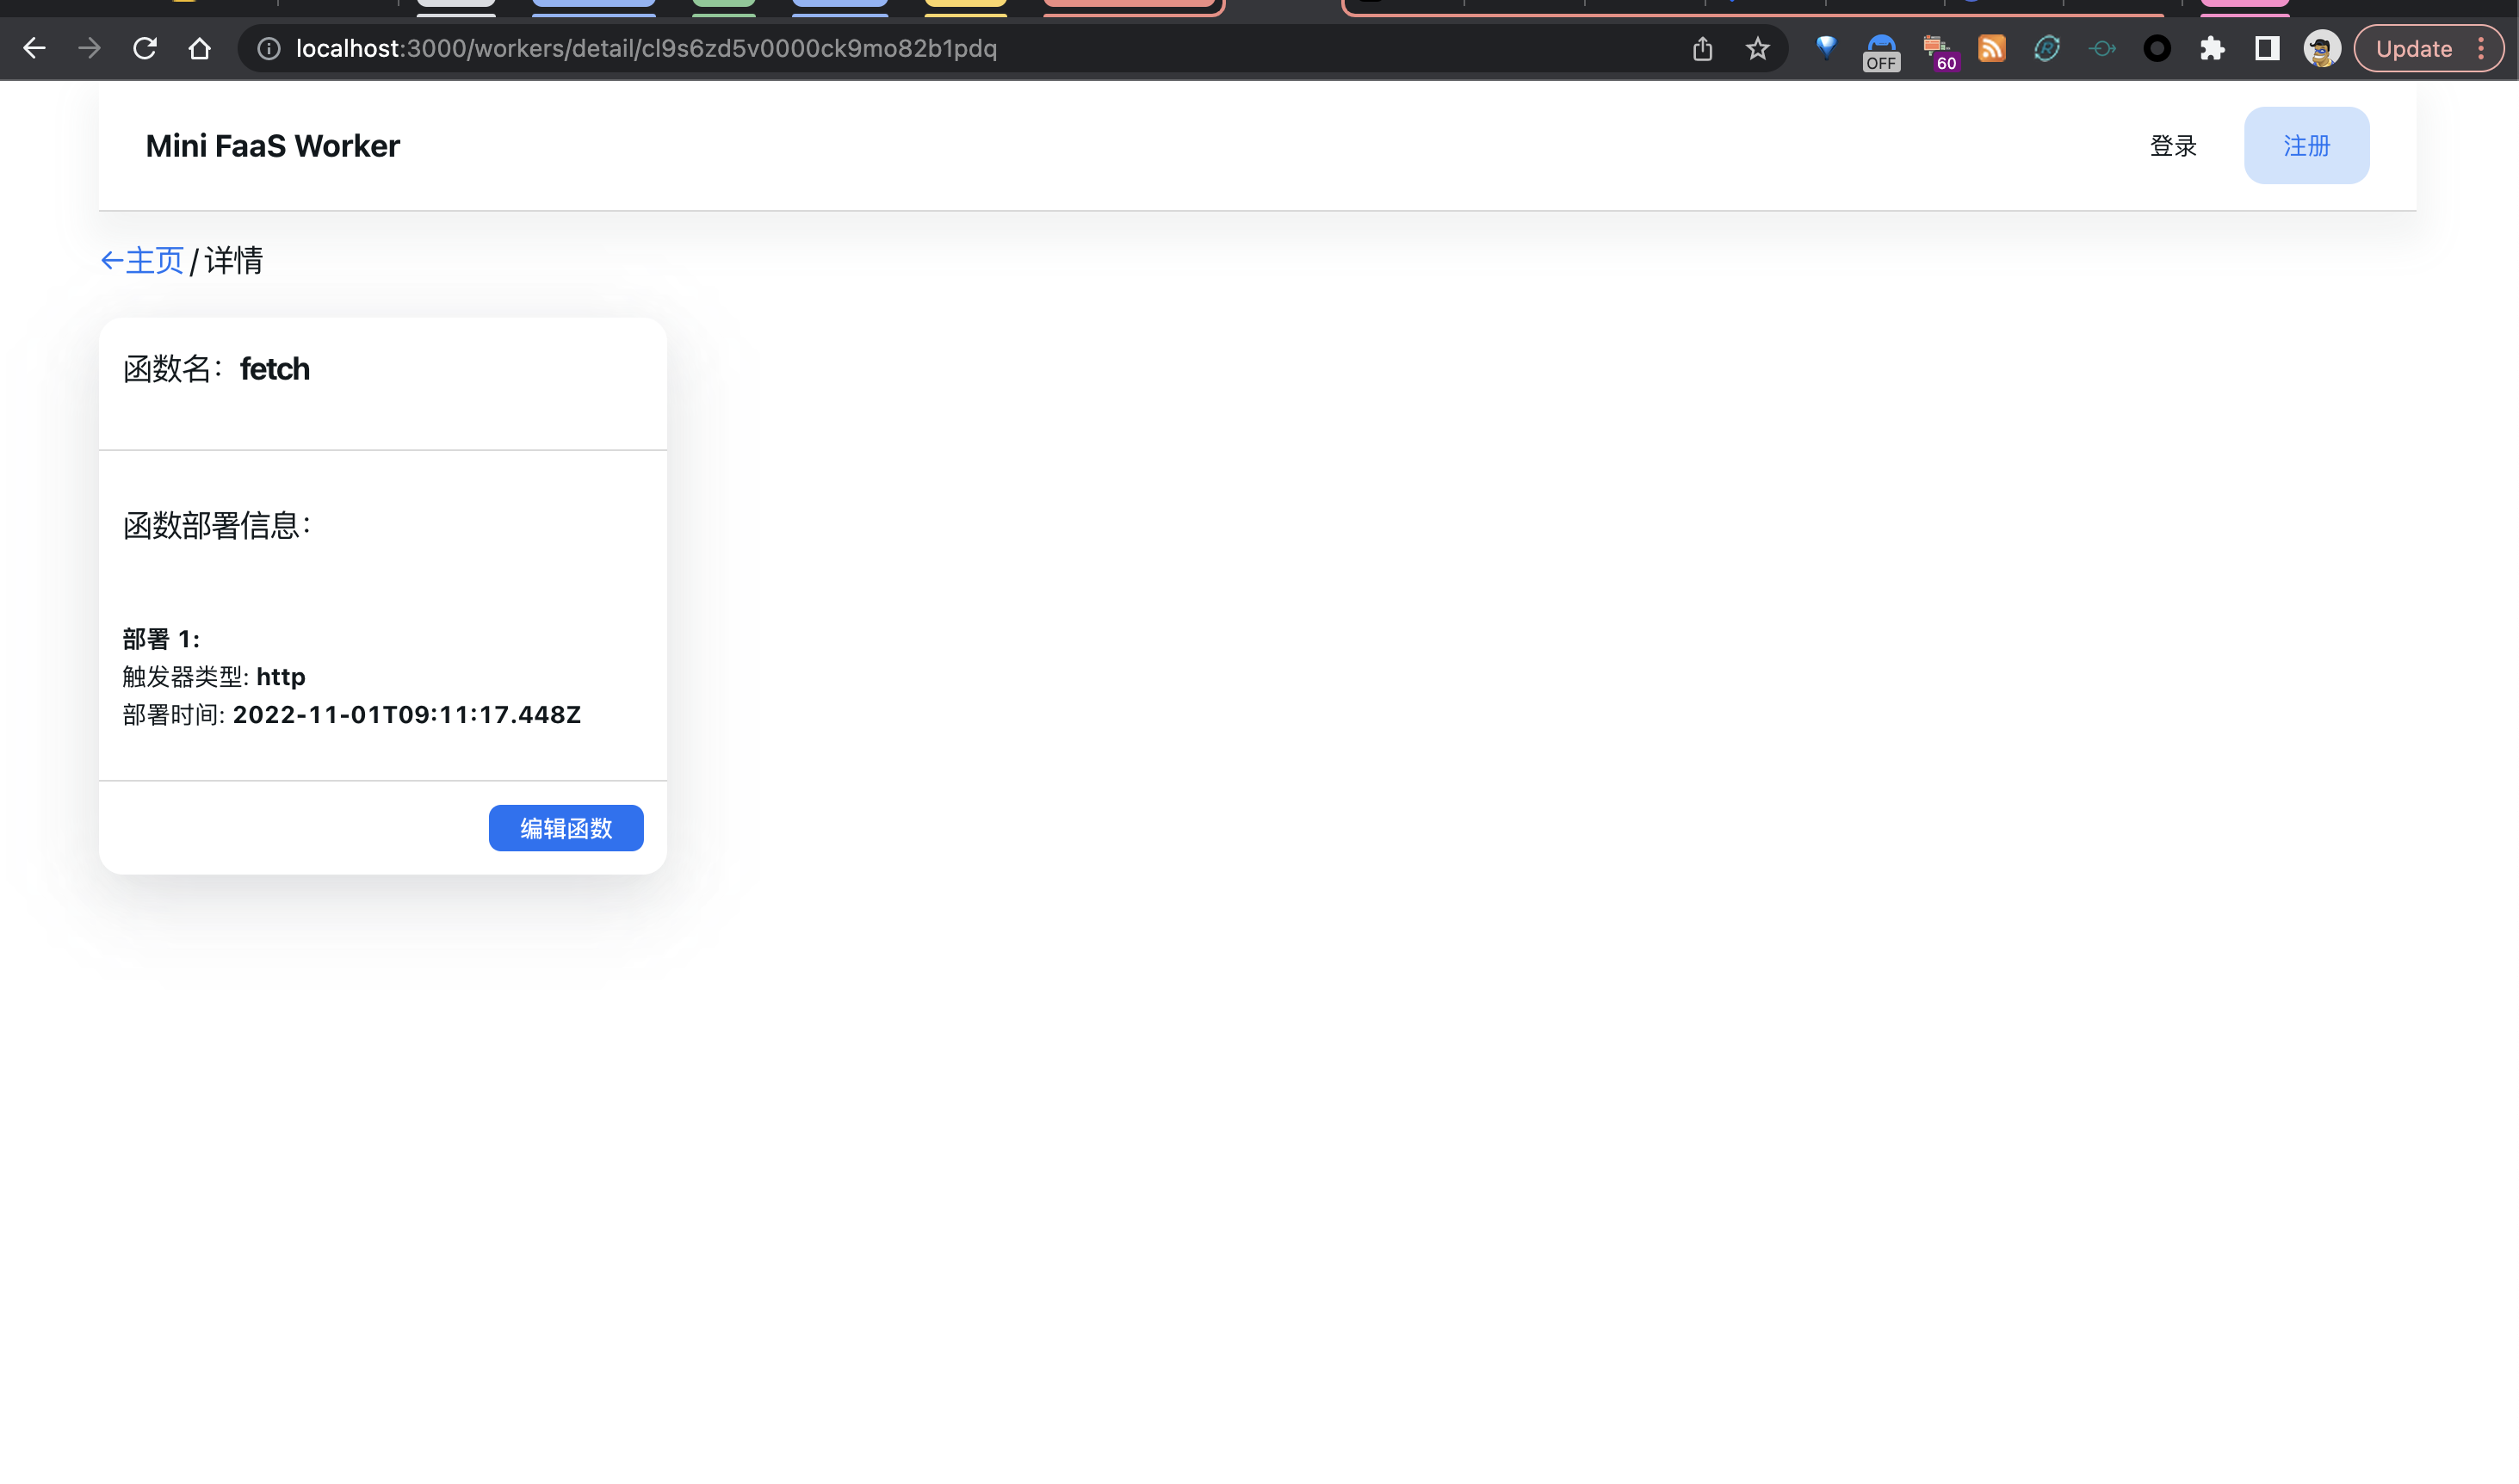 localhost:3000/workers/detail/cl9s6zd5v0000ck9mo82b1pdq
OFF
60
Update
Mini FaaS Worker
登录
注册
←主页/详情
函数名：fetch
函数部署信息：
部署 1:
触发器类型: http
部署时间: 2022-11-01T09:11:17.448Z
编辑函数